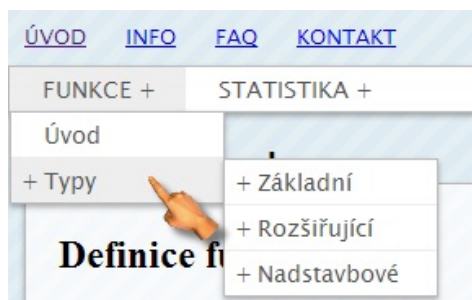 ÚVOD INFO FAQ KONTAKT
FUNKCE + STATISTIKA +
Úvod
+ Typy
+ Základní
+ Rozšiřující
+ Nadstavbové
Definice